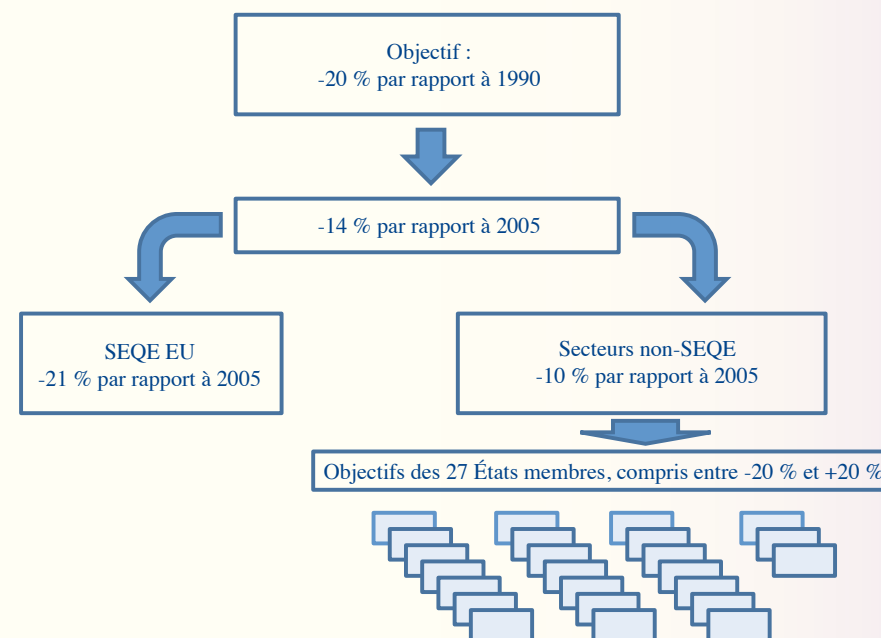 Objectif :
-20 % par rapport à 1990
-14 % par rapport à 2005
SEQE EU
-21 % par rapport à 2005
Secteurs non-SEQE
-10 % par rapport à 2005
Objectifs des 27 États membres, compris entre -20 % et +20 %